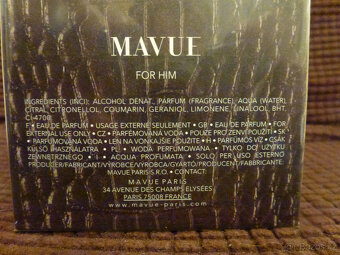 MAVUE
FOR HIM
INGREDIENTS (INCI): ALCOHOL DENAT., PARFUM (FRAGRANCE), AQUA (WATER),
CITRAL, CITRONELLOL, COUMARIN, GERANIOL, LIMONENE, LINALOOL, BHT,
F • EAU DE PARFUM • USAGE EXTERNE SEULEMENT • GB • EAU DE PARFUM • FOR
EXTERNAL USE ONLY • CZ • PARFÉMOVANÁ VODA • POUZE PRO ZEVNÍ POUŽITÍ • SK
• PARFUMOVANÁ VODA • LEN NA VONKAJŠIE POUŽITIE • H • PARFÜMÖS VÍZ • CSAK
KÜLSŐ HASZNÁLATRA • PL • WODA PERFUMOWANA • TYLKO DO UŻYTKU
ZEWNĘTRZNEGO • I • ACQUA PROFUMATA • SOLO PER USO ESTERNO
PRODUCER/FABRICANT/VÝROBCE/VÝROBCA/GYÁRTÓ/PRODUCENT/FABBRICANTE:
MAVUE PARIS S.R.O. • CONTACT:
MAVUE PARIS
34 AVENUE DES CHAMPS ELYSÉES
PARIS 75008 FRANCE
www.mavue-paris.com